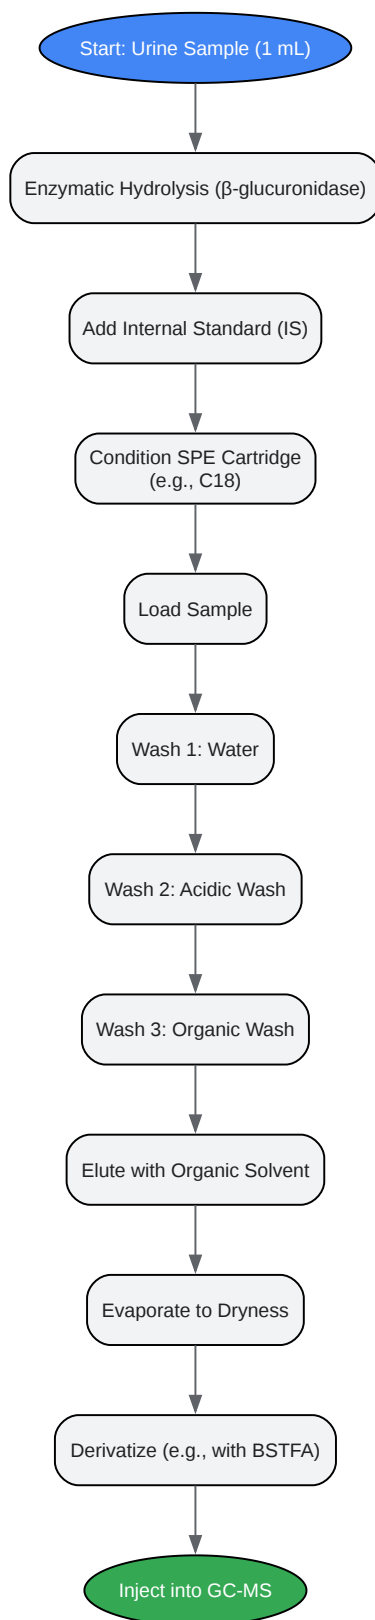 Start: Urine Sample (1 mL)
Enzymatic Hydrolysis (β-glucuronidase)
Add Internal Standard (IS)
Condition SPE Cartridge
(e.g., C18)
Load Sample
Wash 1: Water
Wash 2: Acidic Wash
Wash 3: Organic Wash
Elute with Organic Solvent
Evaporate to Dryness
Derivatize (e.g., with BSTFA)
Inject into GC-MS